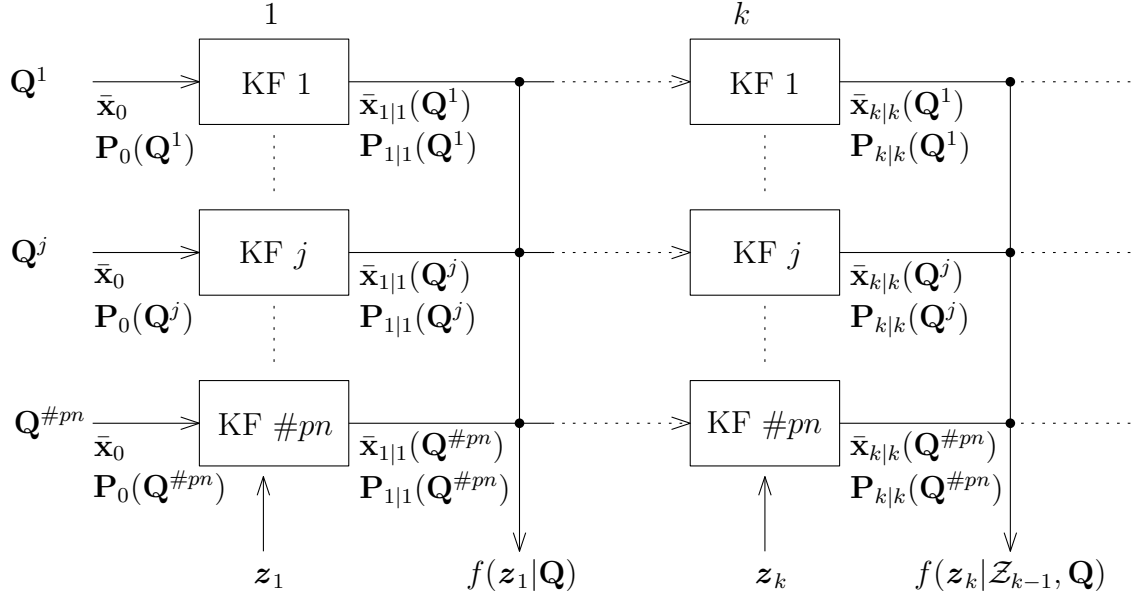 1 k
Q^1 KF 1 KF 1
x̄_0 x̄_{1|1}(Q^1) x̄_{k|k}(Q^1)
P_0(Q^1) P_{1|1}(Q^1) P_{k|k}(Q^1)
Q^j KF j KF j
x̄_0 x̄_{1|1}(Q^j) x̄_{k|k}(Q^j)
P_0(Q^j) P_{1|1}(Q^j) P_{k|k}(Q^j)
Q^{#pn} KF #pn KF #pn
x̄_0 x̄_{1|1}(Q^{#pn}) x̄_{k|k}(Q^{#pn})
P_0(Q^{#pn}) P_{1|1}(Q^{#pn}) P_{k|k}(Q^{#pn})
z_1 f(z_1|Q) z_k f(z_k|𝒵_{k−1}, Q)